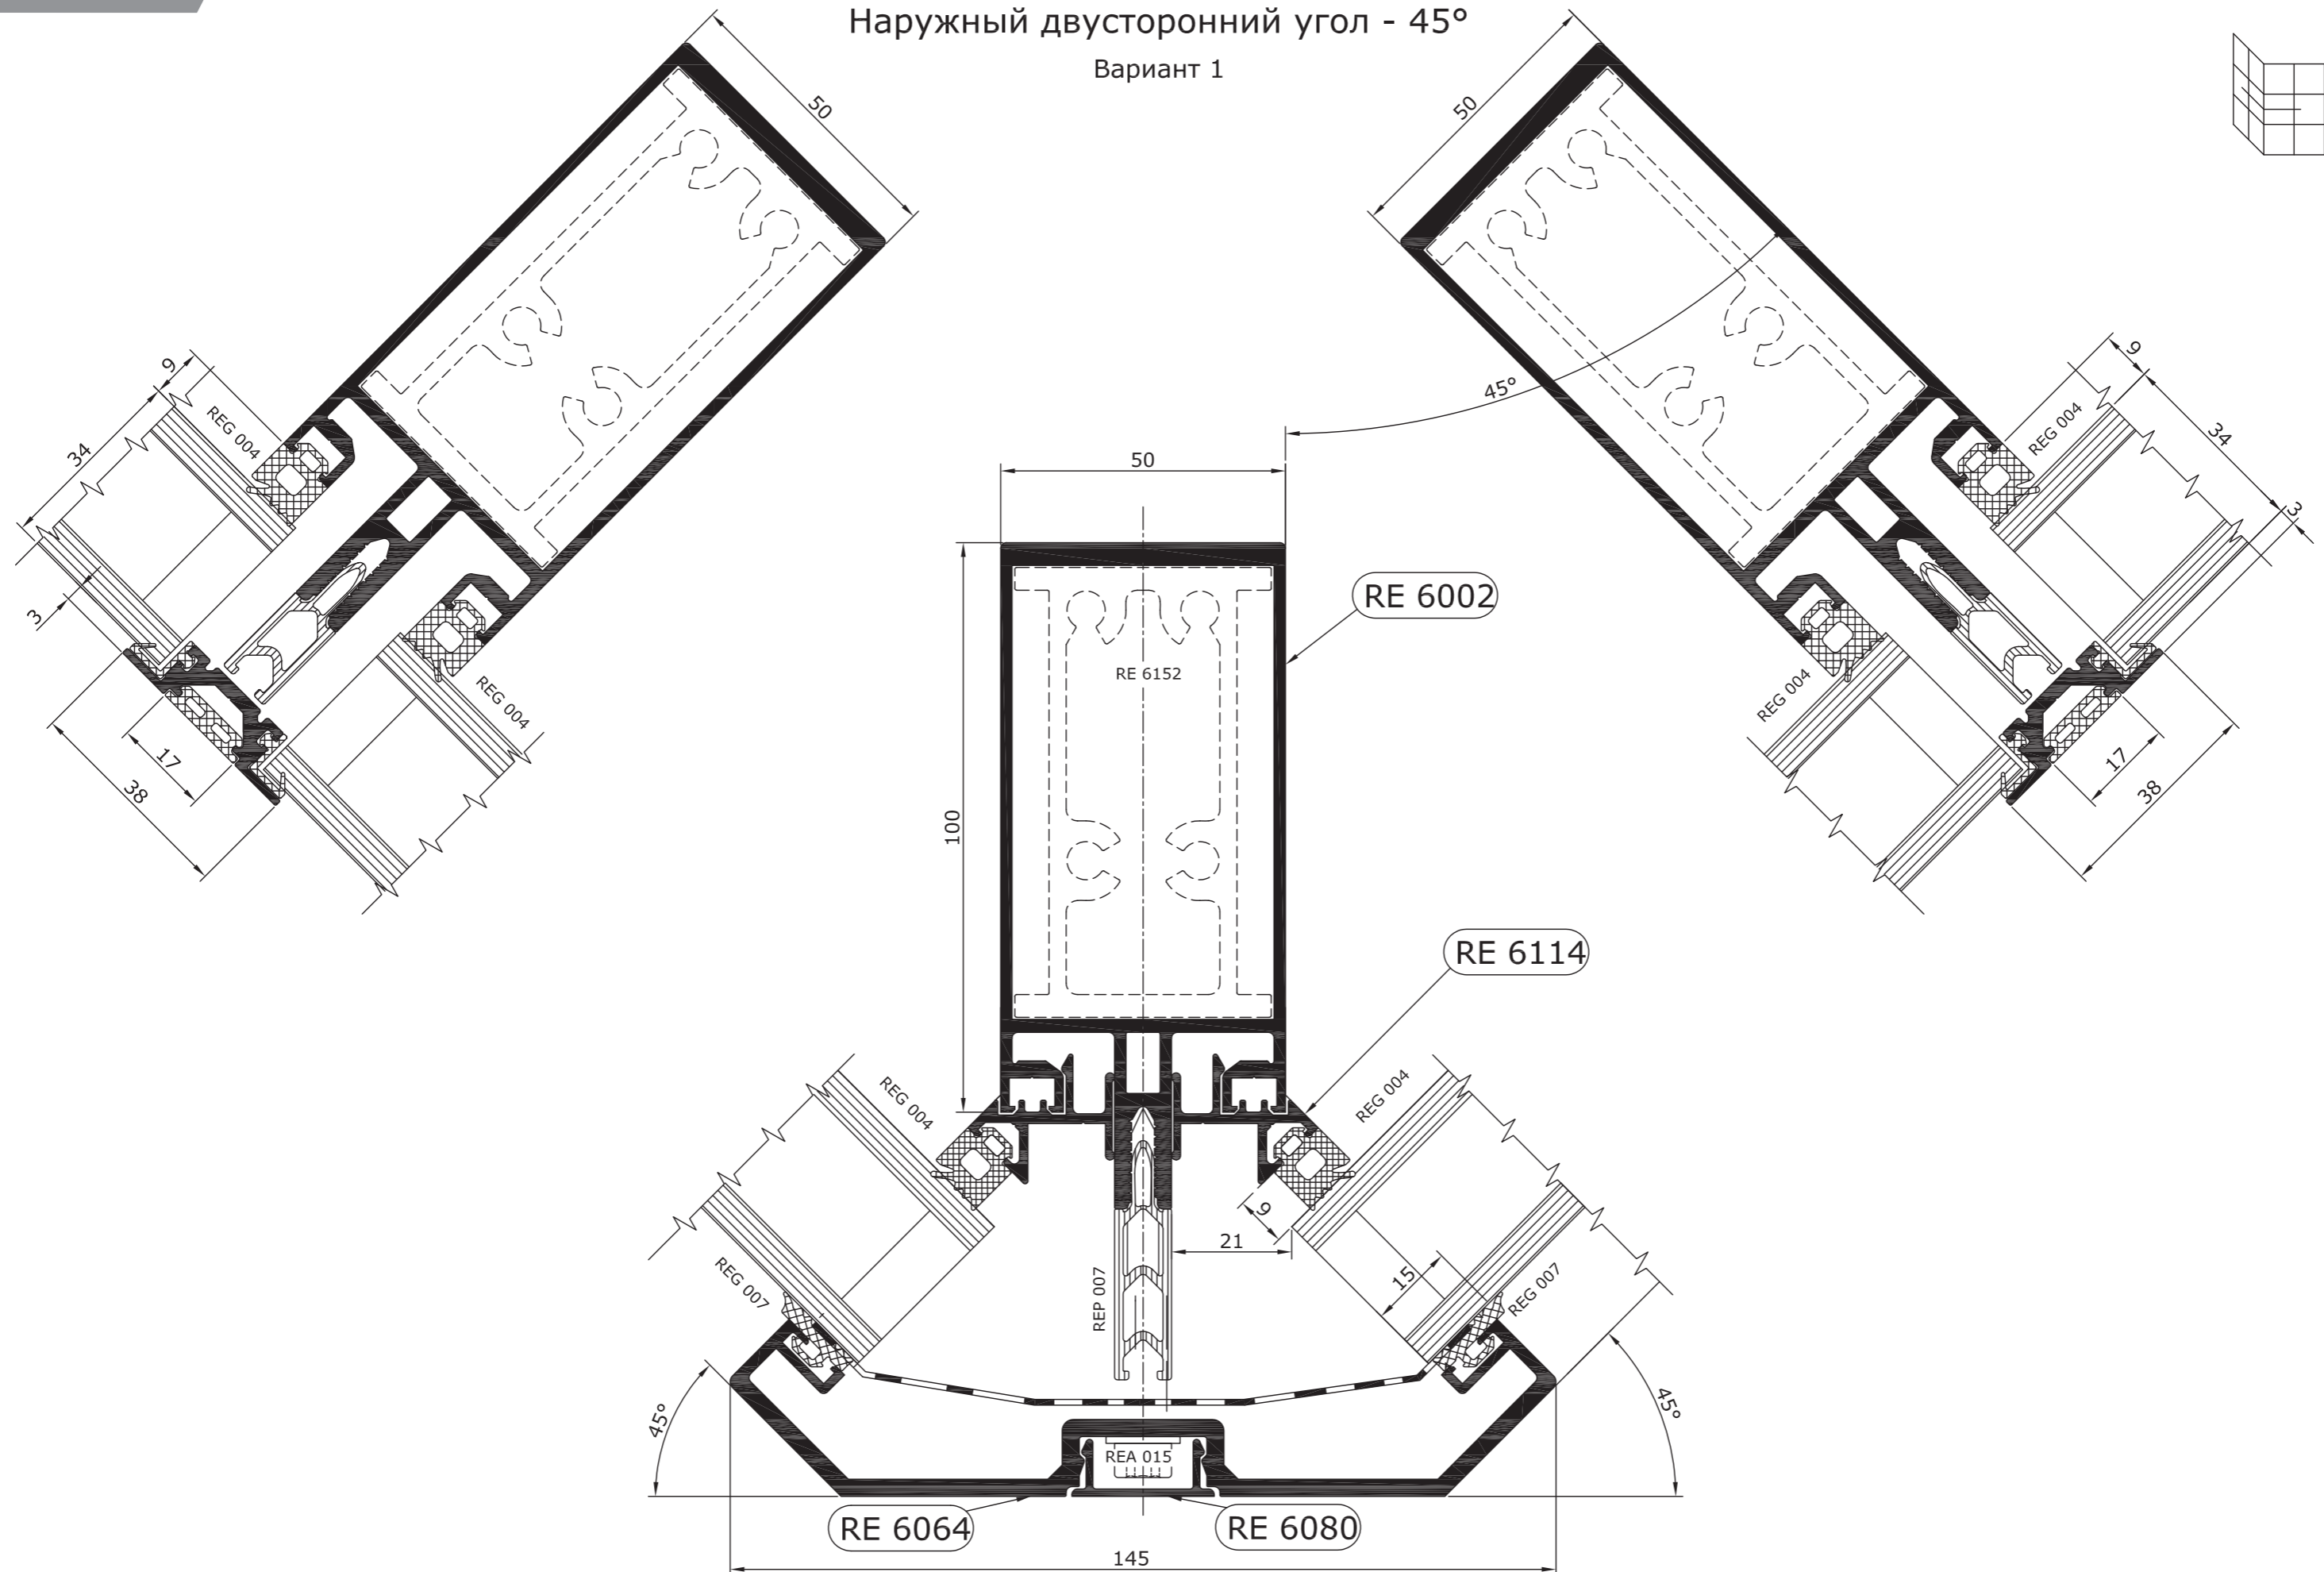 Наружный двусторонний угол - 45°
Вариант 1
50
50
9
REG 004
34
3
REG 004
17
38
9
REG 004
34
3
REG 004
17
38
45°
50
RE 6002
RE 6152
100
RE 6114
REG 004
REG 004
9
21
15
REG 007
REP 007
REG 007
45°
45°
REA 015
RE 6064
RE 6080
145